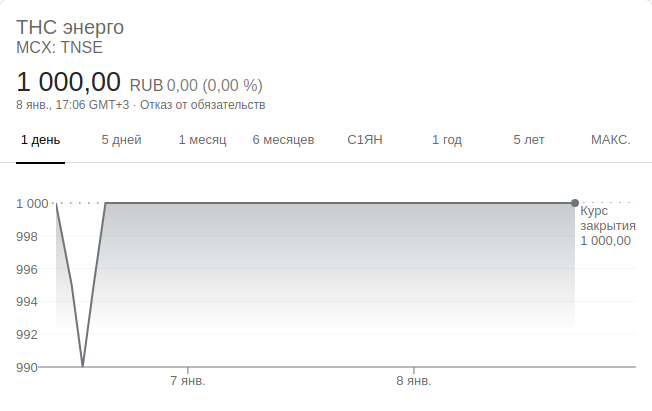 ТНС энерго
MCX: TNSE
1 000,00 RUB 0,00 (0,00 %)
8 янв., 17:06 GMT+3 · Отказ от обязательств
1 день 5 дней 1 месяц 6 месяцев С1ЯН 1 год 5 лет МАКС.
1 000
998
996
994
992
990
Курс
закрытия
1 000,00
7 янв. 8 янв.